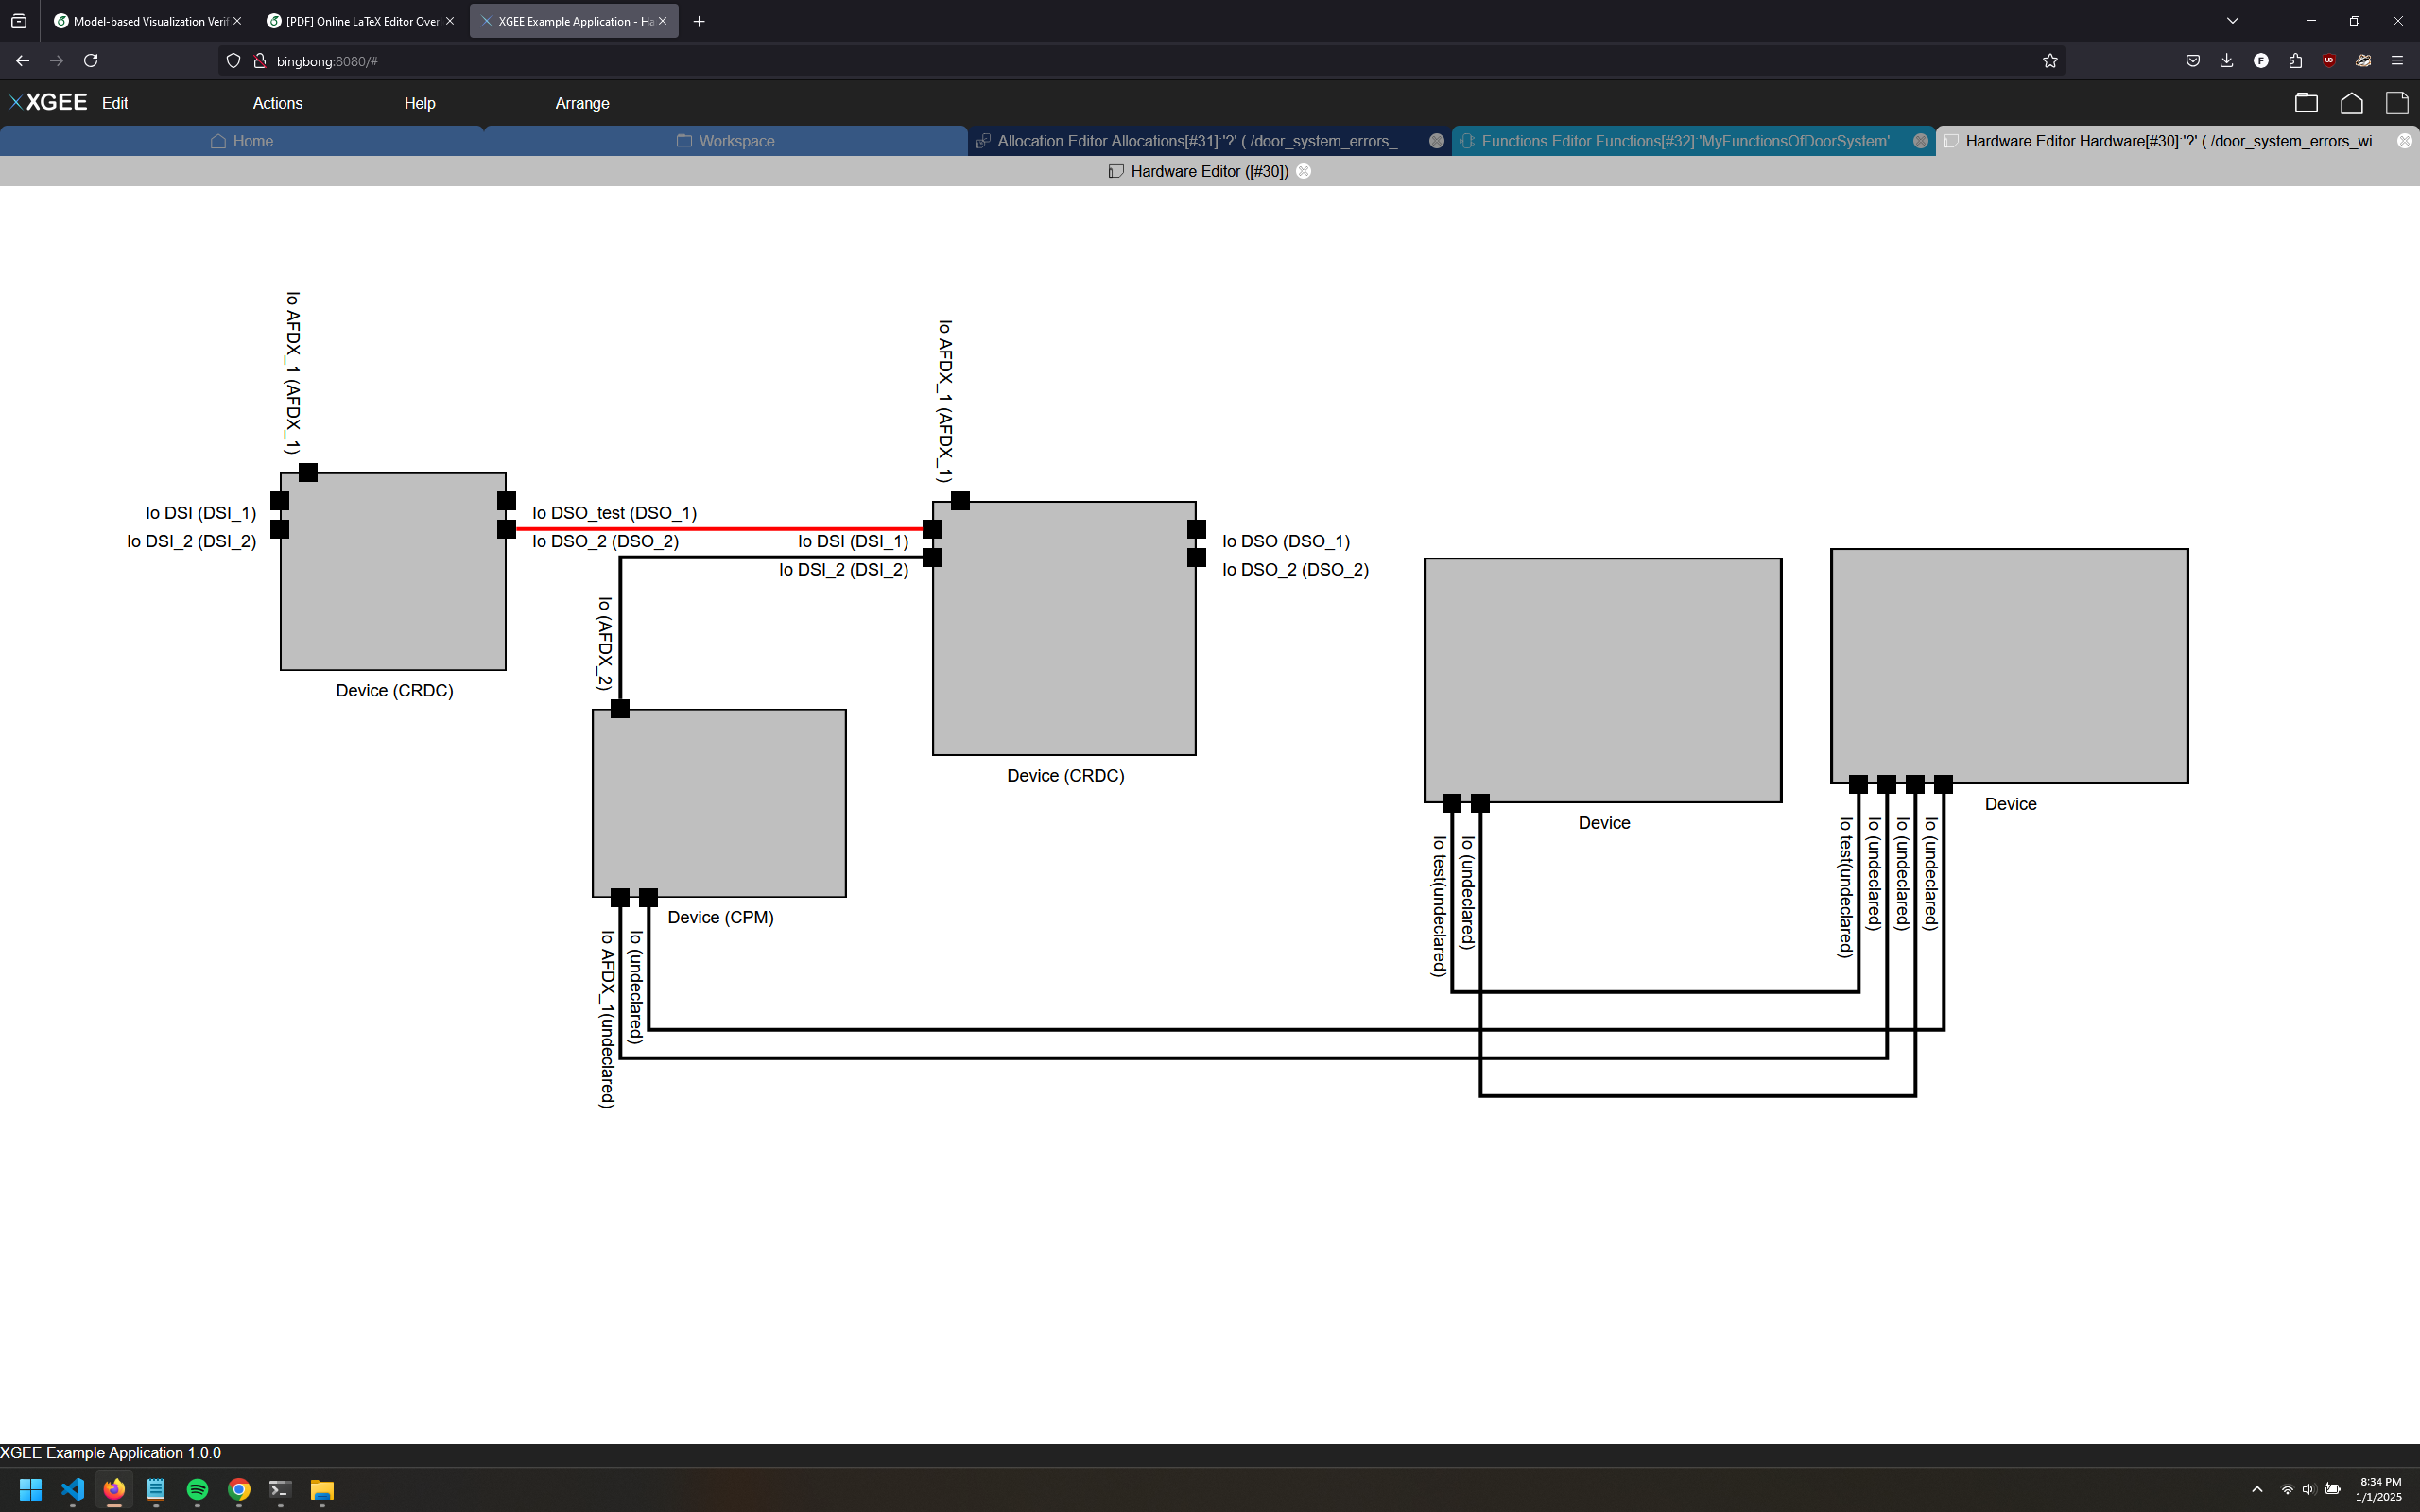 Model-based Visualization Verif
[PDF] Online LaTeX Editor Overl
XGEE Example Application - Ha
bingbong:8080/#
XGEE Edit Actions Help Arrange
Home
Workspace
Allocation Editor Allocations[#31]:'?' (./door_system_errors_...
Functions Editor Functions[#32]:'MyFunctionsOfDoorSystem'...
Hardware Editor Hardware[#30]:'?' (./door_system_errors_wi...
Hardware Editor ([#30])
Io AFDX_1 (AFDX_1)
Io AFDX_1 (AFDX_1)
Io DSI (DSI_1)
Io DSI_2 (DSI_2)
Io DSO_test (DSO_1)
Io DSO_2 (DSO_2)
Io DSI (DSI_1)
Io DSI_2 (DSI_2)
Io DSO (DSO_1)
Io DSO_2 (DSO_2)
Io (AFDX_2)
Device (CRDC)
Device (CRDC)
Device
Device
Io test(undeclared)
Io (undeclared)
Io test(undeclared)
Io (undeclared)
Io (undeclared)
Io (undeclared)
Device (CPM)
Io AFDX_1(undeclared)
Io (undeclared)
XGEE Example Application 1.0.0
8:34 PM
1/1/2025